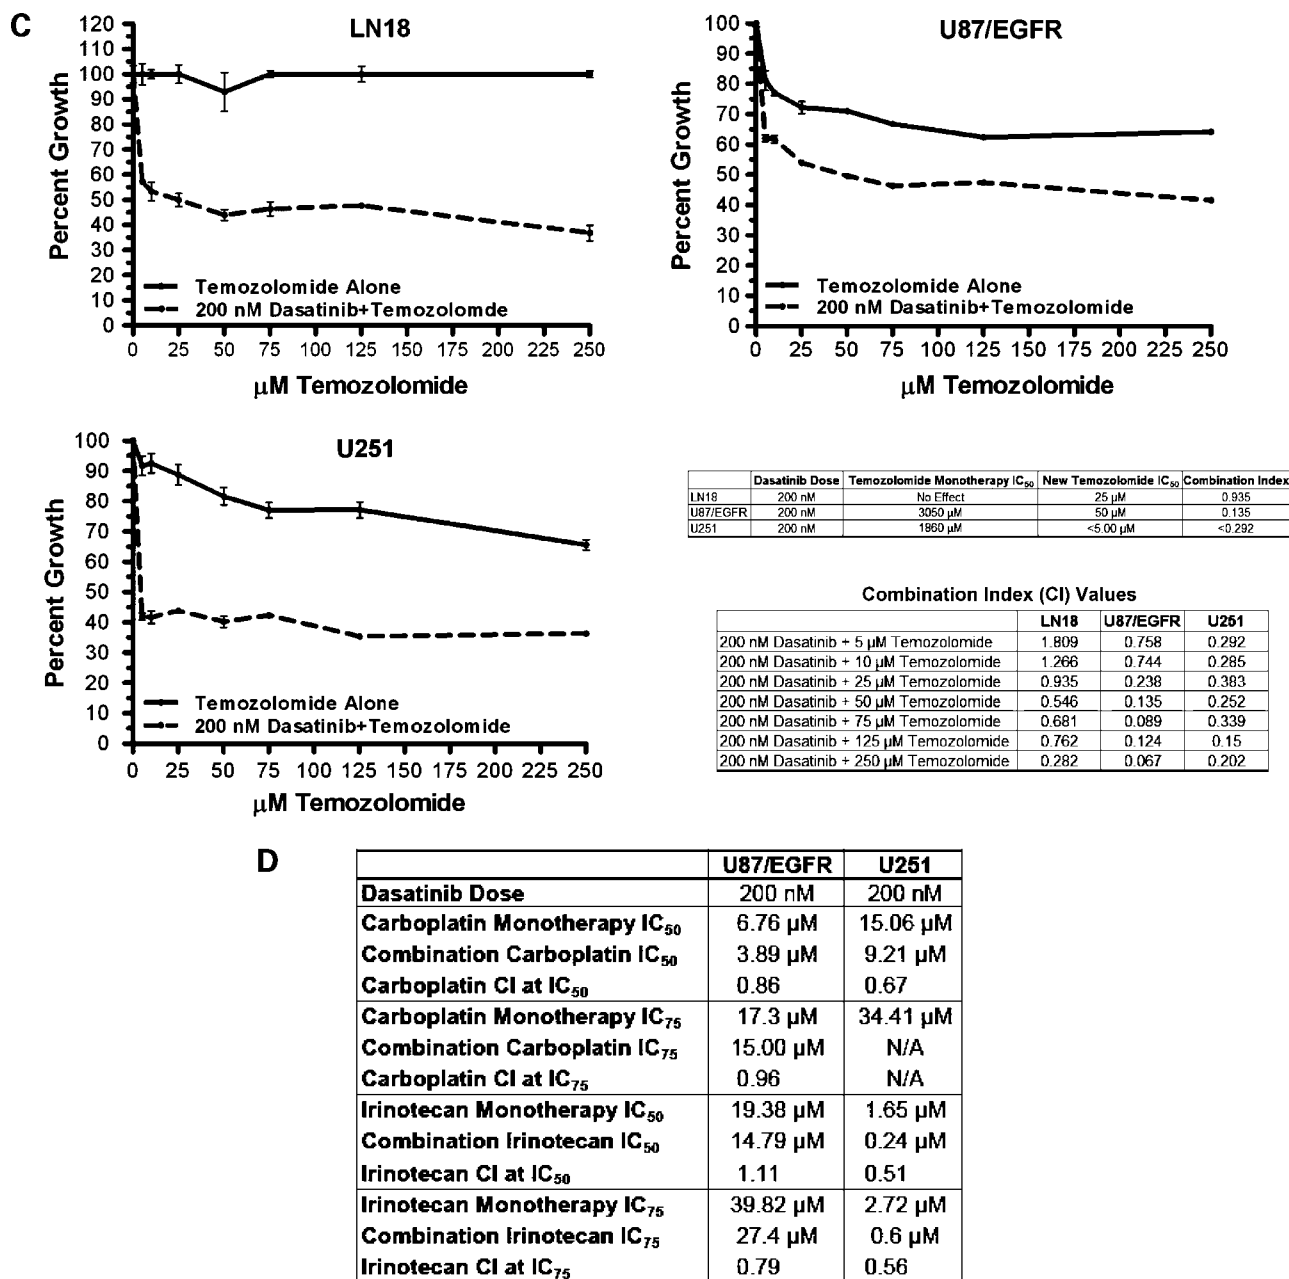 C
LN18
120
110
100
90
80
70
60
50
40
30
20
10
0
Percent Growth
Temozolomide Alone
200 nM Dasatinib+Temozolomde
0 25 50 75 100 125 150 175 200 225 250
μM Temozolomide
U87/EGFR
100
90
80
70
60
50
40
30
20
10
0
Percent Growth
Temozolomide Alone
200 nM Dasatinib+Temozolomide
0 25 50 75 100 125 150 175 200 225 250
μM Temozolomide
U251
100
90
80
70
60
50
40
30
20
10
0
Percent Growth
Temozolomide Alone
200 nM Dasatinib+Temozolomide
0 25 50 75 100 125 150 175 200 225 250
μM Temozolomide
Dasatinib Dose Temozolomide Monotherapy IC50 New Temozolomide IC50 Combination Index
LN18 200 nM No Effect 25 μM 0.935
U87/EGFR 200 nM 3050 μM 50 μM 0.135
U251 200 nM 1860 μM <5.00 μM <0.292
Combination Index (CI) Values
LN18 U87/EGFR U251
200 nM Dasatinib + 5 μM Temozolomide 1.809 0.758 0.292
200 nM Dasatinib + 10 μM Temozolomide 1.266 0.744 0.285
200 nM Dasatinib + 25 μM Temozolomide 0.935 0.238 0.383
200 nM Dasatinib + 50 μM Temozolomide 0.546 0.135 0.252
200 nM Dasatinib + 75 μM Temozolomide 0.681 0.089 0.339
200 nM Dasatinib + 125 μM Temozolomide 0.762 0.124 0.15
200 nM Dasatinib + 250 μM Temozolomide 0.282 0.067 0.202
D
U87/EGFR U251
Dasatinib Dose 200 nM 200 nM
Carboplatin Monotherapy IC50 6.76 μM 15.06 μM
Combination Carboplatin IC50 3.89 μM 9.21 μM
Carboplatin CI at IC50 0.86 0.67
Carboplatin Monotherapy IC75 17.3 μM 34.41 μM
Combination Carboplatin IC75 15.00 μM N/A
Carboplatin CI at IC75 0.96 N/A
Irinotecan Monotherapy IC50 19.38 μM 1.65 μM
Combination Irinotecan IC50 14.79 μM 0.24 μM
Irinotecan CI at IC50 1.11 0.51
Irinotecan Monotherapy IC75 39.82 μM 2.72 μM
Combination Irinotecan IC75 27.4 μM 0.6 μM
Irinotecan CI at IC75 0.79 0.56